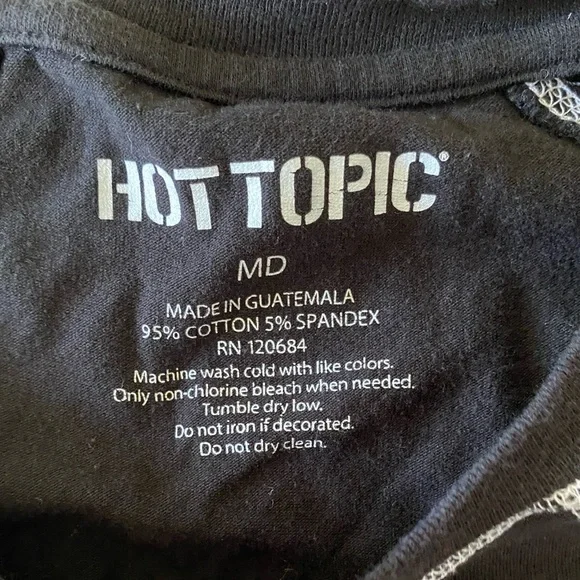 HOT TOPIC®
MD
MADE IN GUATEMALA
95% COTTON 5% SPANDEX
RN 120684
Machine wash cold with like colors.
Only non-chlorine bleach when needed.
Tumble dry low.
Do not iron if decorated.
Do not dry clean.